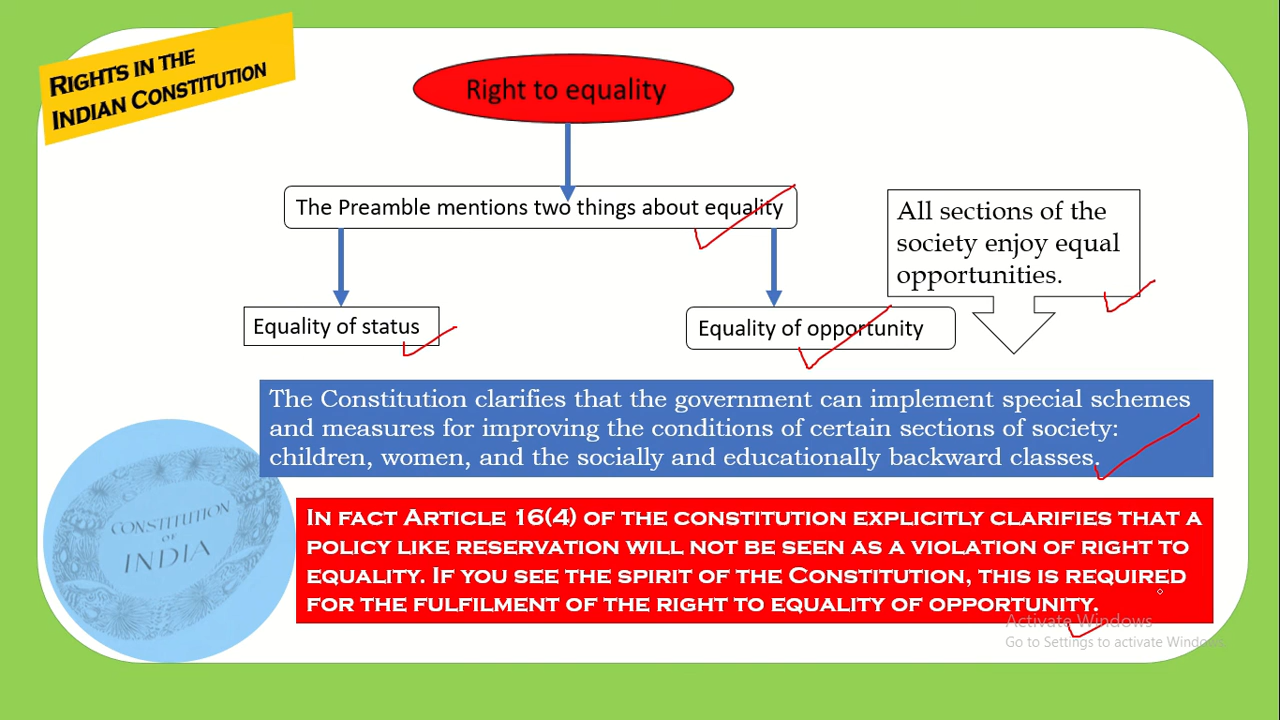 RIGHTS IN THE
INDIAN CONSTITUTION
Right to equality
The Preamble mentions two things about equality
All sections of the
society enjoy equal
opportunities.
Equality of status
Equality of opportunity
The Constitution clarifies that the government can implement special schemes
and measures for improving the conditions of certain sections of society:
children, women, and the socially and educationally backward classes.
CONSTITUTION
OF
INDIA
IN FACT ARTICLE 16(4) OF THE CONSTITUTION EXPLICITLY CLARIFIES THAT A
POLICY LIKE RESERVATION WILL NOT BE SEEN AS A VIOLATION OF RIGHT TO
EQUALITY. IF YOU SEE THE SPIRIT OF THE CONSTITUTION, THIS IS REQUIRED
FOR THE FULFILMENT OF THE RIGHT TO EQUALITY OF OPPORTUNITY.
Activate Windows
Go to Settings to activate Windows.